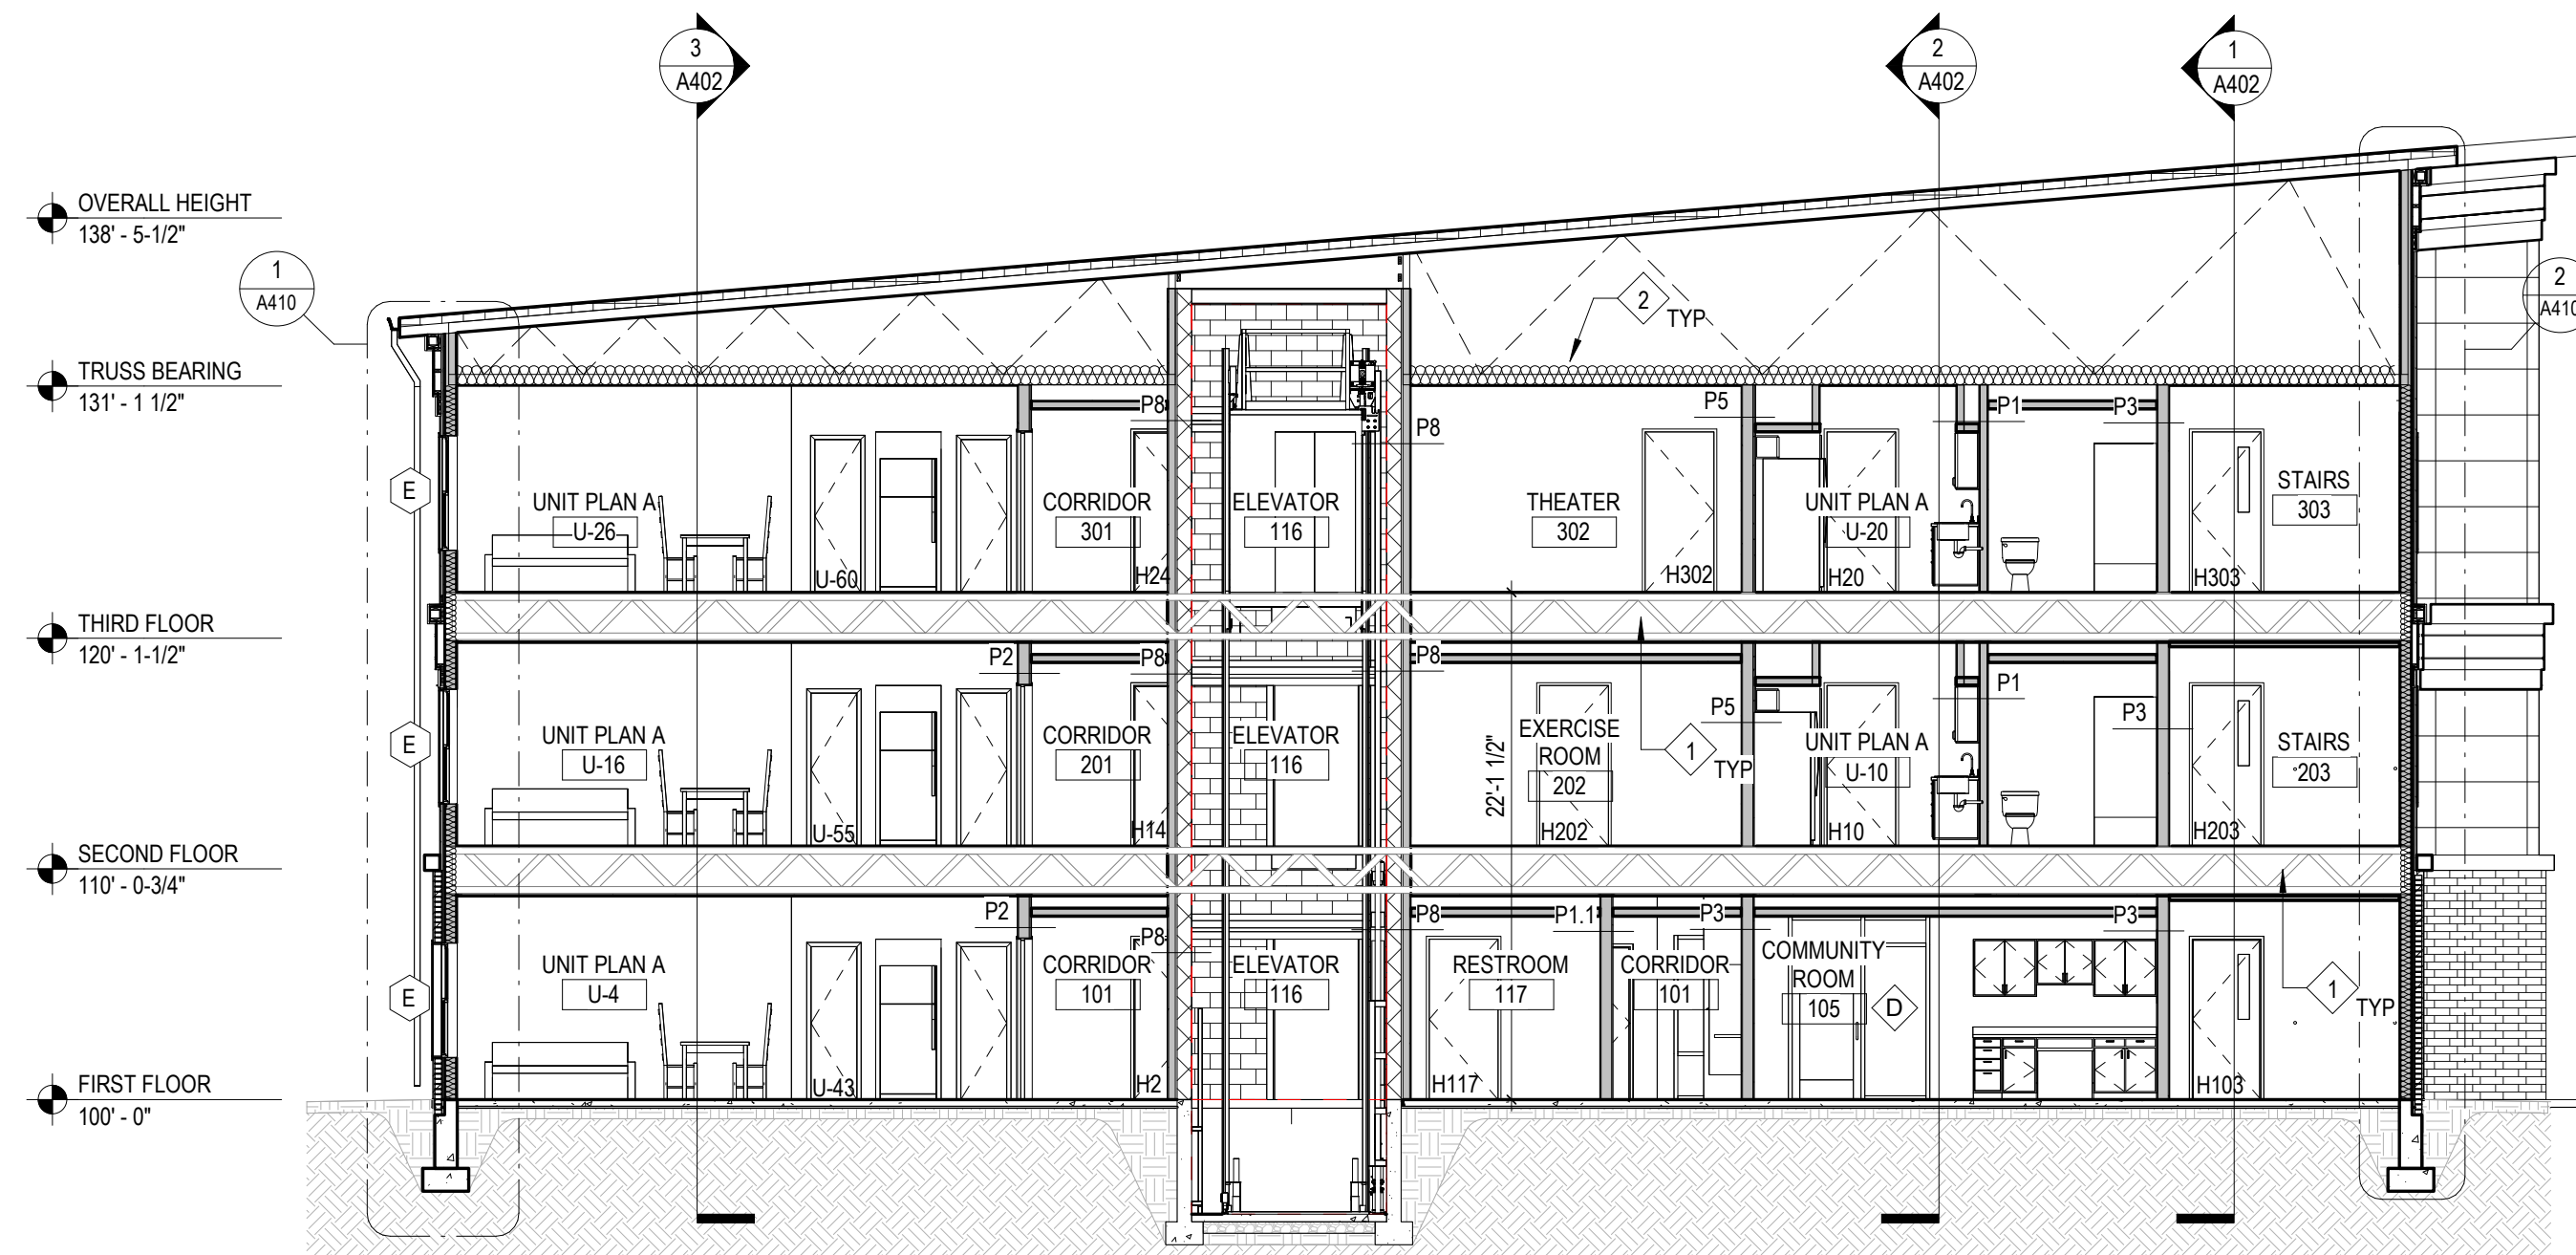 3
A402
2
A402
1
A402
OVERALL HEIGHT
138' - 5-1/2"
1
A410
2
A410
2
TYP
TRUSS BEARING
131' - 1 1/2"
P8
P8
P5
P1
P3
E
UNIT PLAN A
U-26
CORRIDOR
301
ELEVATOR
116
THEATER
302
UNIT PLAN A
U-20
STAIRS
303
U-60
H24
H302
H20
H303
THIRD FLOOR
120' - 1-1/2"
P2
P8
P8
P5
P1
P3
E
UNIT PLAN A
U-16
CORRIDOR
201
ELEVATOR
116
22'-1 1/2"
EXERCISE
ROOM
202
1
TYP
UNIT PLAN A
U-10
STAIRS
203
U-55
H14
H202
H10
H203
SECOND FLOOR
110' - 0-3/4"
P2
P8
P8
P1.1
P3
P3
E
UNIT PLAN A
U-4
CORRIDOR
101
ELEVATOR
116
RESTROOM
117
CORRIDOR
101
COMMUNITY
ROOM
105
D
1
TYP
U-43
H2
H117
H103
FIRST FLOOR
100' - 0"